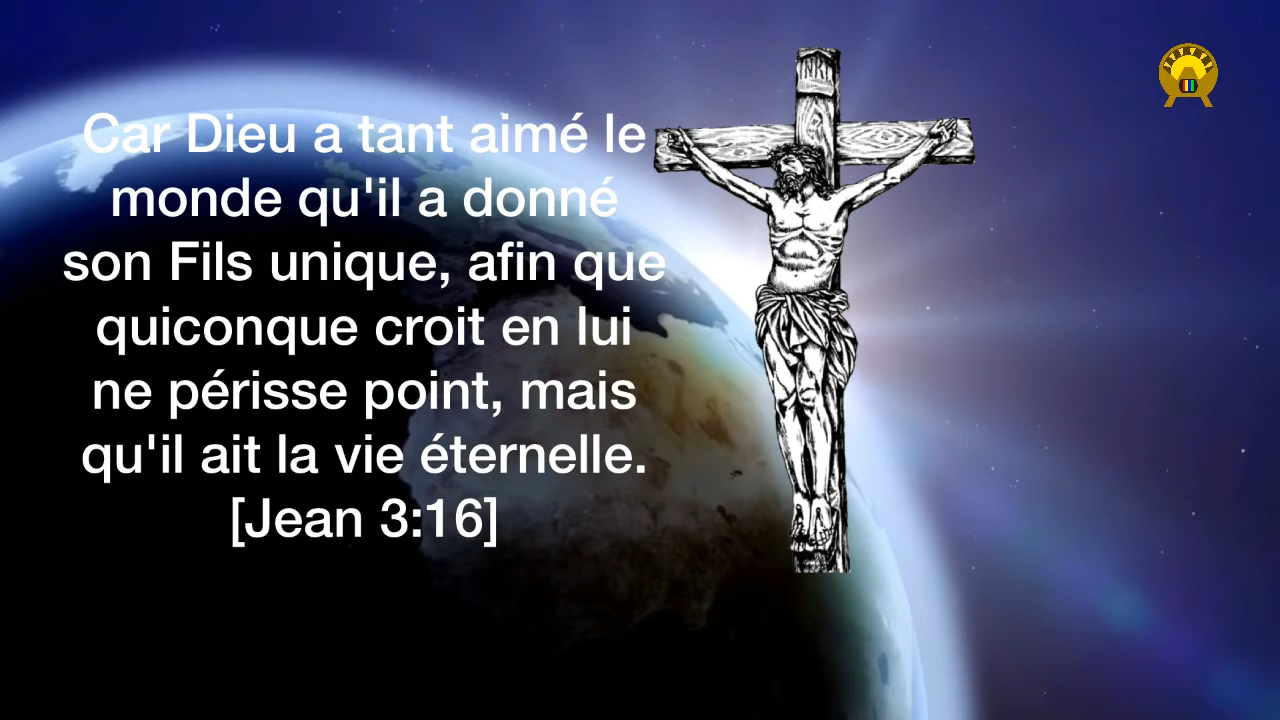 INRI
Car Dieu a tant aimé le
monde qu'il a donné
son Fils unique, afin que
quiconque croit en lui
ne périsse point, mais
qu'il ait la vie éternelle.
[Jean 3:16]